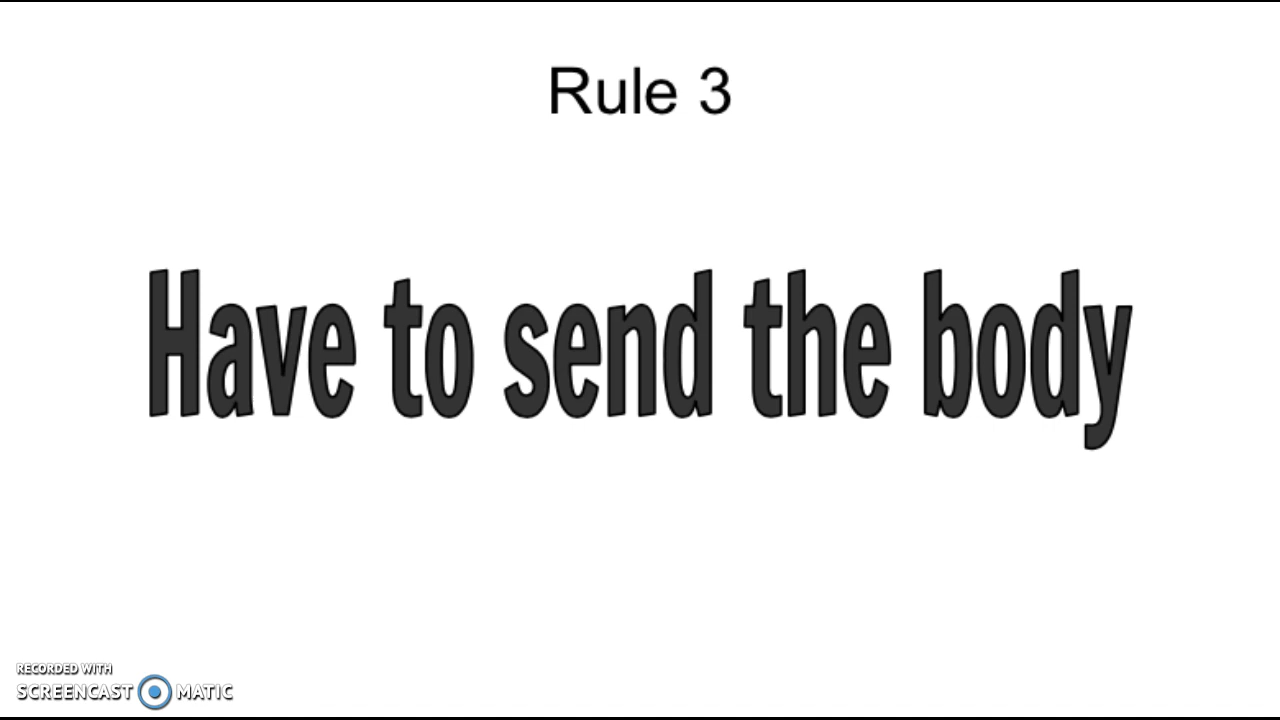 Rule 3
Have to send the body
RECORDED WITH
SCREENCAST MATIC